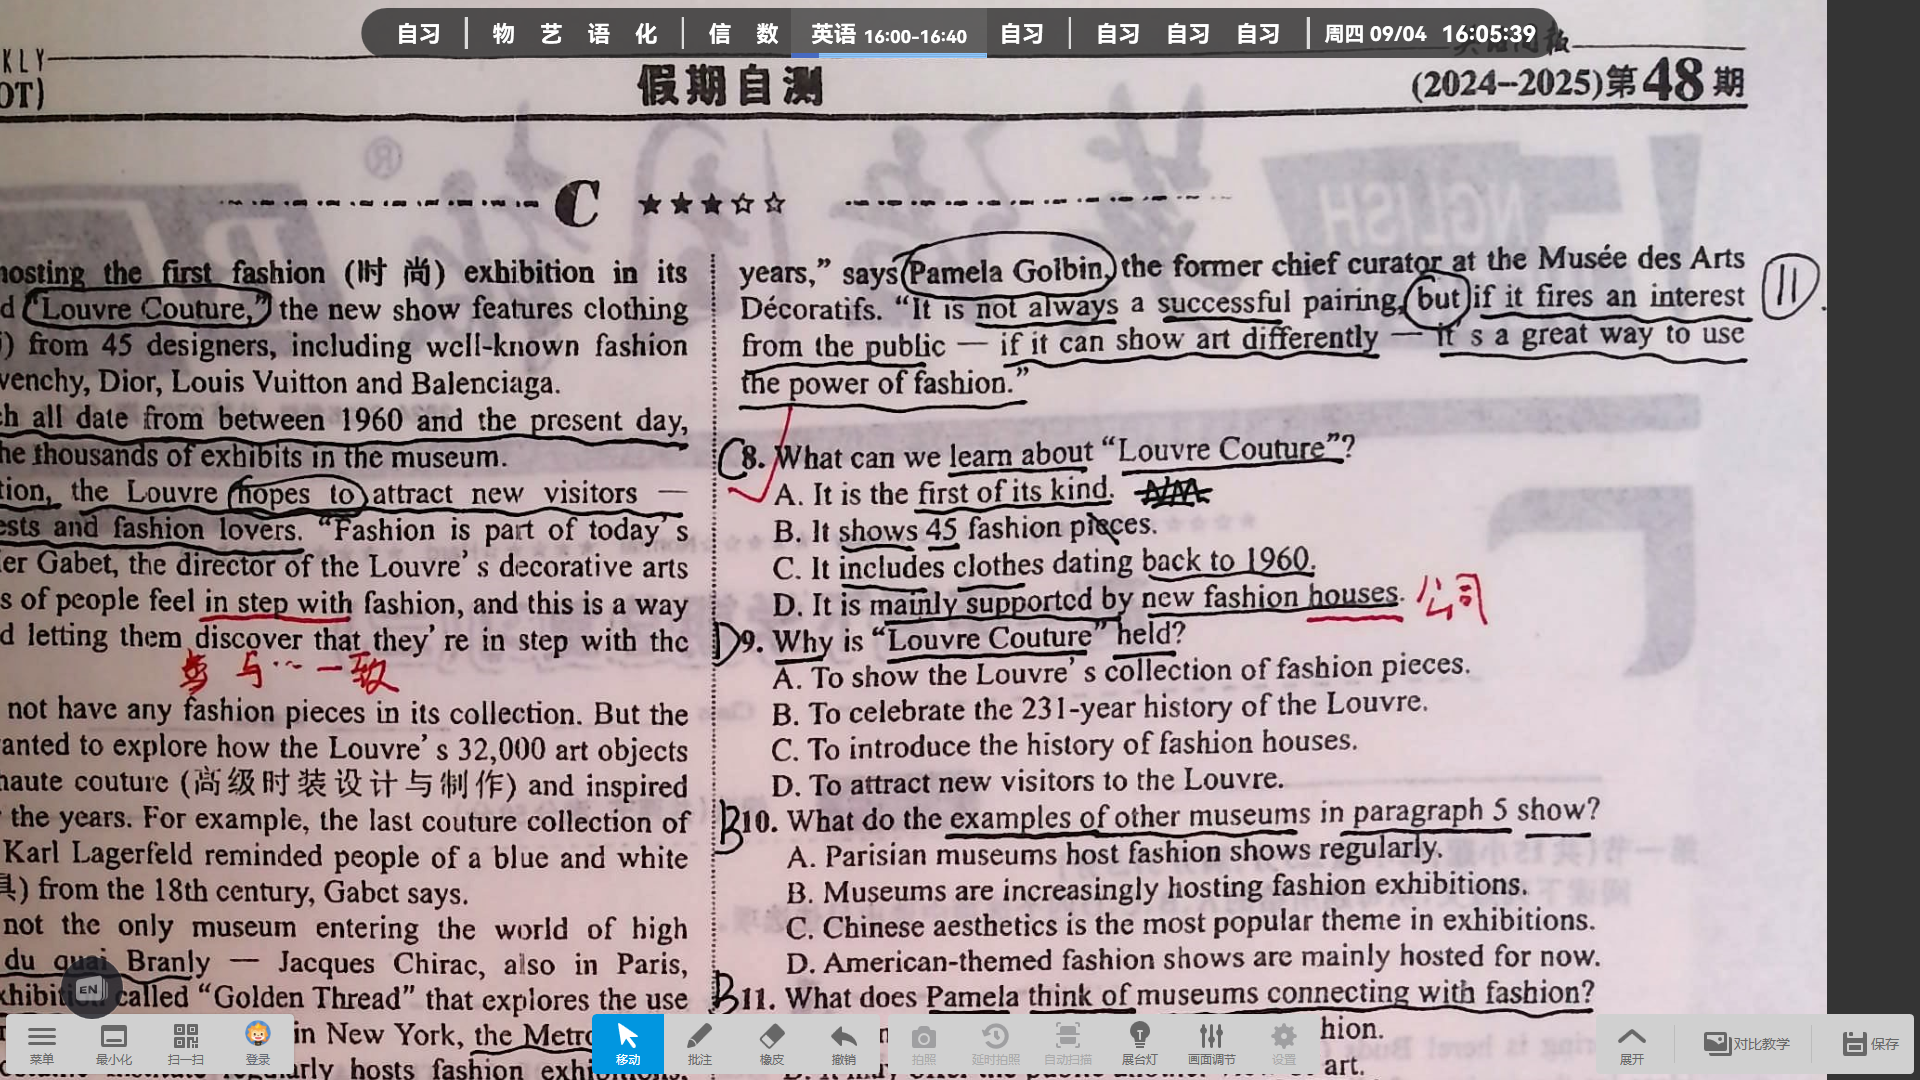 自习 | 物 艺 语 化 | 信 数 英语 16:00-16:40 自习 | 自习 自习 自习 | 周四 09/04 16:05:39
KLY
OT)
假期自测
(2024-2025)第48期
C ★★★☆☆
hosting the first fashion (时尚) exhibition in its
d "Louvre Couture," the new show features clothing
from 45 designers, including well-known fashion
venchy, Dior, Louis Vuitton and Balenciaga.
ch all date from between 1960 and the present day,
he thousands of exhibits in the museum.
tion, the Louvre hopes to attract new visitors —
ests and fashion lovers. "Fashion is part of today's
ier Gabet, the director of the Louvre's decorative arts
s of people feel in step with fashion, and this is a way
d letting them discover that they're in step with the
与…一致
not have any fashion pieces in its collection. But the
anted to explore how the Louvre's 32,000 art objects
haute couture (高级时装设计与制作) and inspired
the years. For example, the last couture collection of
Karl Lagerfeld reminded people of a blue and white
具) from the 18th century, Gabet says.
not the only museum entering the world of high
du quai Branly — Jacques Chirac, also in Paris,
xhibition called "Golden Thread" that explores the use
in New York, the Metro
arly hosts fashion exhibitions,
years," says Pamela Golbin, the former chief curator at the Musée des Arts
Décoratifs. "It is not always a successful pairing, but if it fires an interest
from the public — if it can show art differently — it's a great way to use
the power of fashion."
11
C 8. What can we learn about "Louvre Couture"?
A. It is the first of its kind.
B. It shows 45 fashion pieces.
C. It includes clothes dating back to 1960.
D. It is mainly supported by new fashion houses. 公司
D 9. Why is "Louvre Couture" held?
A. To show the Louvre's collection of fashion pieces.
B. To celebrate the 231-year history of the Louvre.
C. To introduce the history of fashion houses.
D. To attract new visitors to the Louvre.
B 10. What do the examples of other museums in paragraph 5 show?
A. Parisian museums host fashion shows regularly.
B. Museums are increasingly hosting fashion exhibitions.
C. Chinese aesthetics is the most popular theme in exhibitions.
D. American-themed fashion shows are mainly hosted for now.
B 11. What does Pamela think of museums connecting with fashion?
hion.
art.
EN
菜单 最小化 扫一扫 登录 移动 批注 橡皮 撤销 拍照 延时拍照 自动扫描 展台灯 画面调节 设置 展开 对比教学 保存